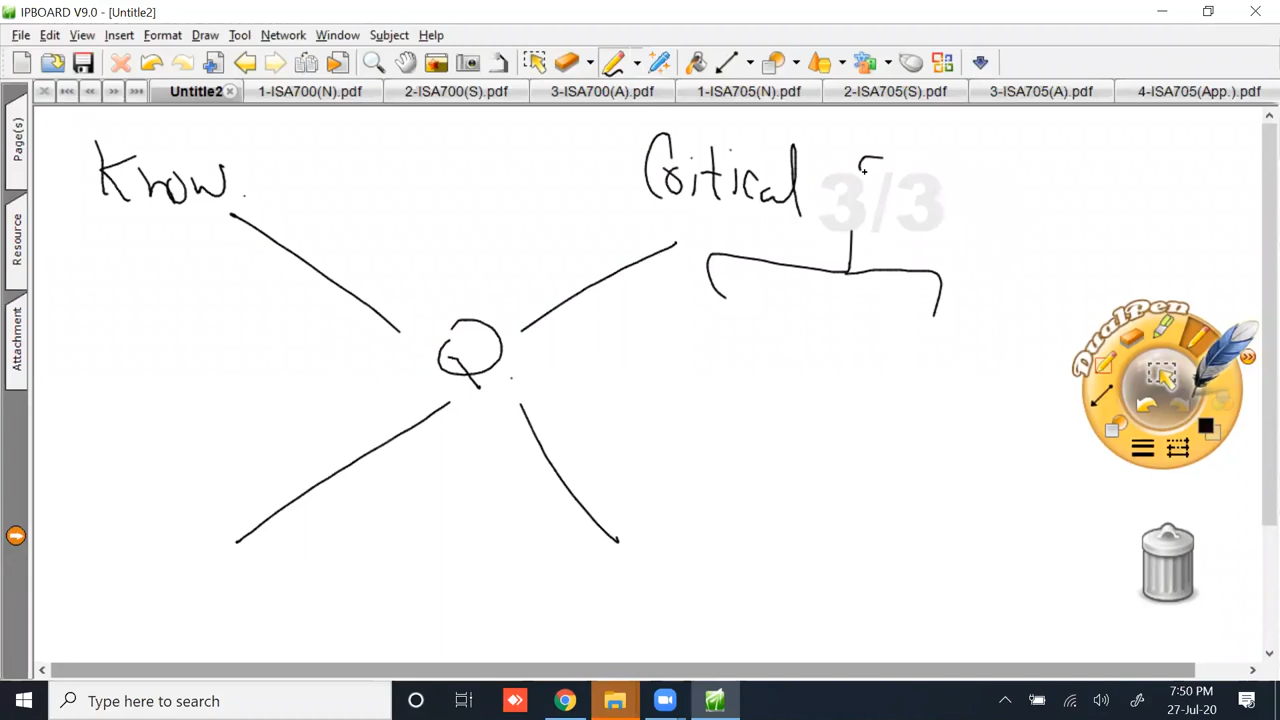 IPBOARD V9.0 - [Untitle2]
File Edit View Insert Format Draw Tool Network Window Subject Help
Untitle2 1-ISA700(N).pdf 2-ISA700(S).pdf 3-ISA700(A).pdf 1-ISA705(N).pdf 2-ISA705(S).pdf 3-ISA705(A).pdf 4-ISA705(App.).pdf
Page(s)
Resource
Attachment
Know.
Critical
3/3
Q
DualPen
Type here to search
7:50 PM
27-Jul-20